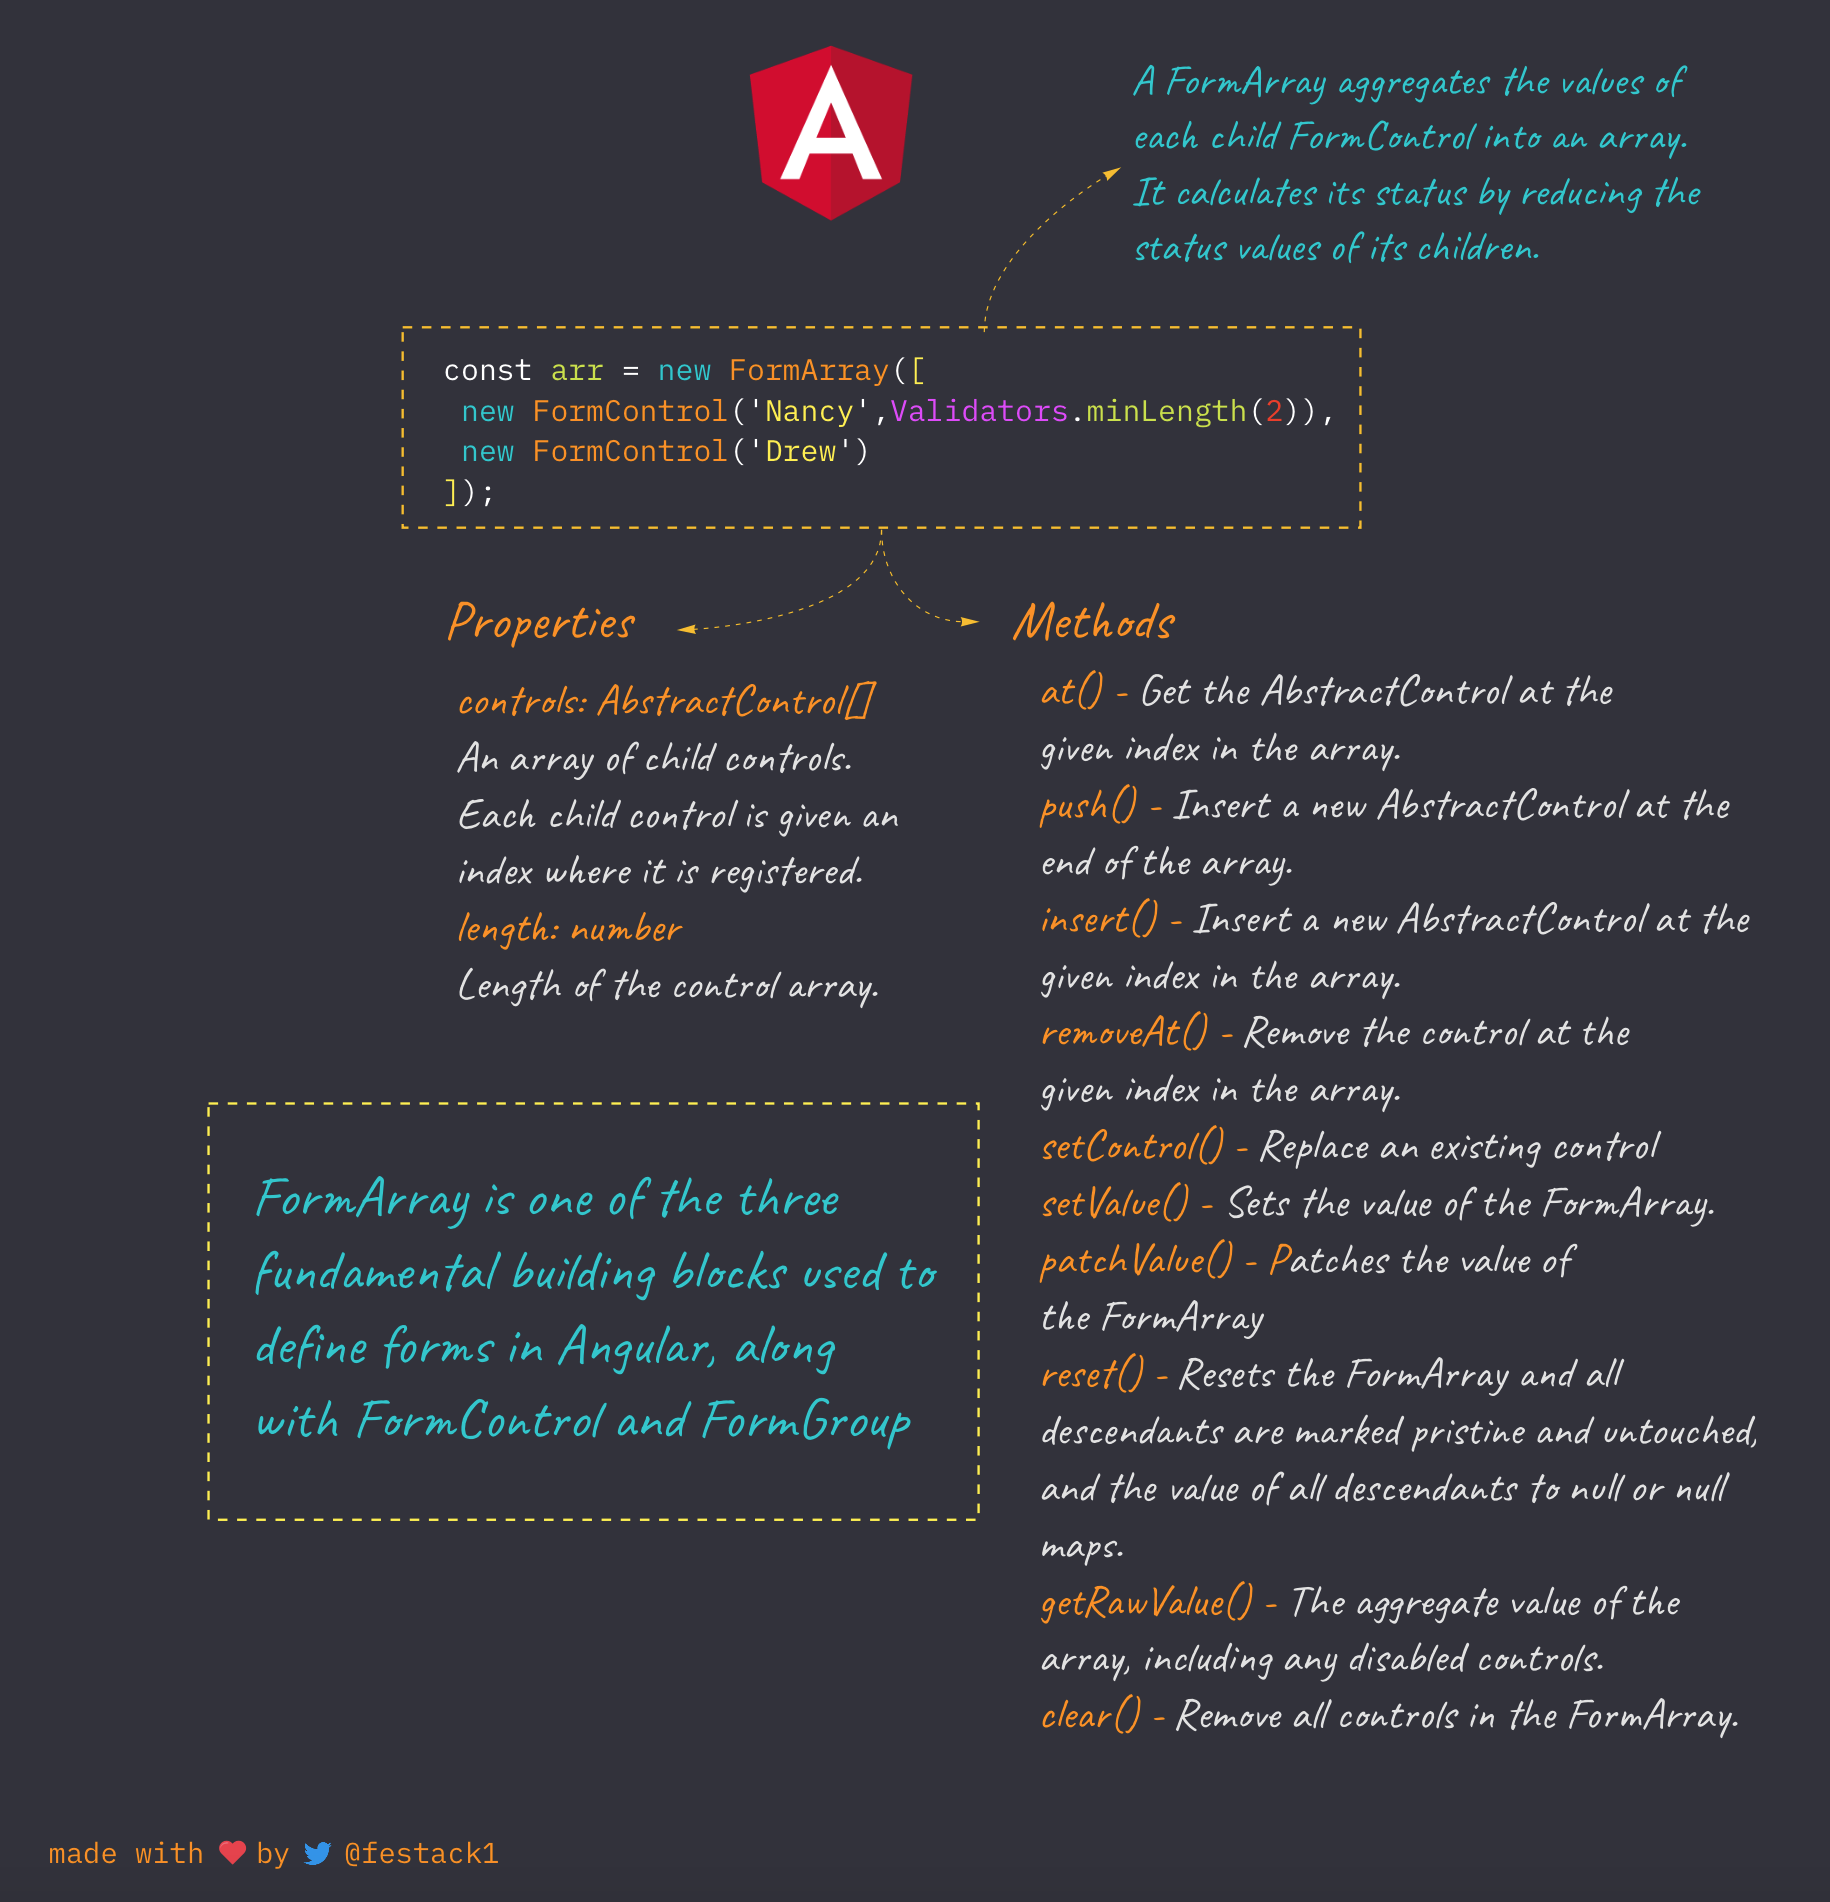 A FormArray aggregates the values of
each child FormControl into an array.
It calculates its status by reducing the
status values of its children.
const arr = new FormArray([
new FormControl('Nancy',Validators.minLength(2)),
new FormControl('Drew')
]);
Properties
controls: AbstractControl[]
An array of child controls.
Each child control is given an
index where it is registered.
length: number
Length of the control array.
Methods
at() - Get the AbstractControl at the
given index in the array.
push() - Insert a new AbstractControl at the
end of the array.
insert() - Insert a new AbstractControl at the
given index in the array.
removeAt() - Remove the control at the
given index in the array.
setControl() - Replace an existing control
setValue() - Sets the value of the FormArray.
patchValue() - Patches the value of
the FormArray
reset() - Resets the FormArray and all
descendants are marked pristine and untouched,
and the value of all descendants to null or null
maps.
getRawValue() - The aggregate value of the
array, including any disabled controls.
clear() - Remove all controls in the FormArray.
FormArray is one of the three
fundamental building blocks used to
define forms in Angular, along
with FormControl and FormGroup
made with ❤ by @festack1